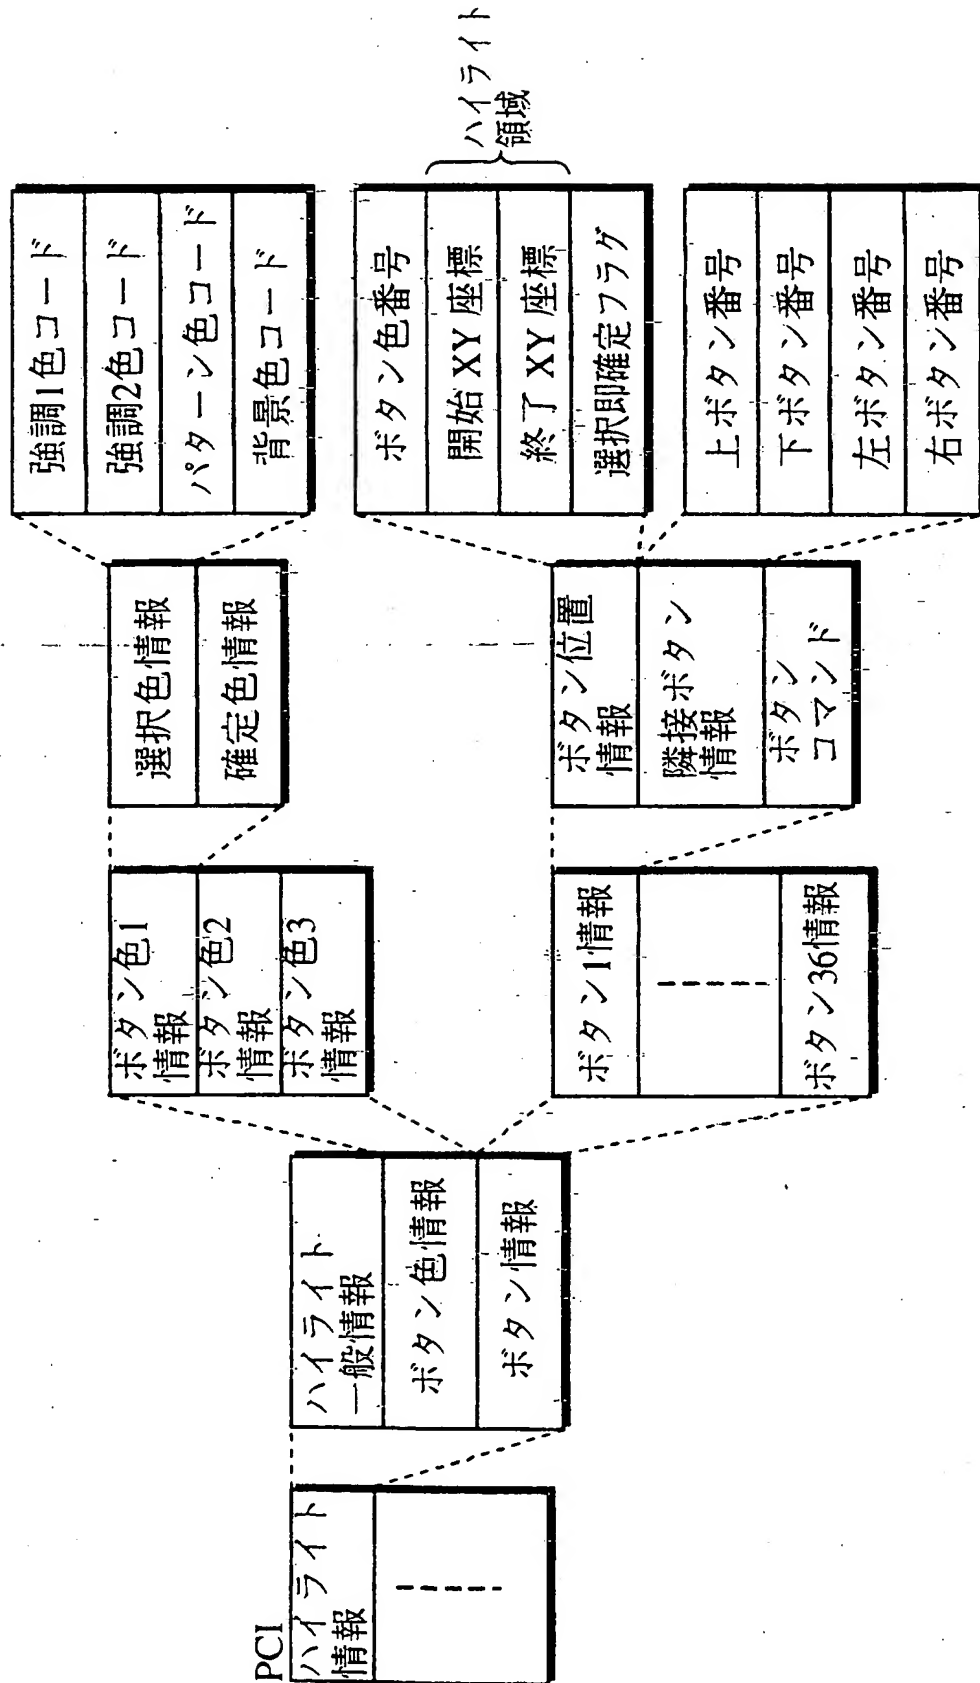 PCI
ハイライト
情報
ハイライト
一般情報
ボタン色情報
ボタン情報
ボタン色1
情報
ボタン色2
情報
ボタン色3
情報
ボタン1情報
ボタン36情報
選択色情報
確定色情報
ボタン位置
情報
隣接ボタン
情報
ボタン
コマンド
強調1色コード
強調2色コード
パターン色コード
背景色コード
ボタン色番号
開始 XY 座標
終了 XY 座標
選択即確定フラグ
ハイライト
領域
上ボタン番号
下ボタン番号
左ボタン番号
右ボタン番号